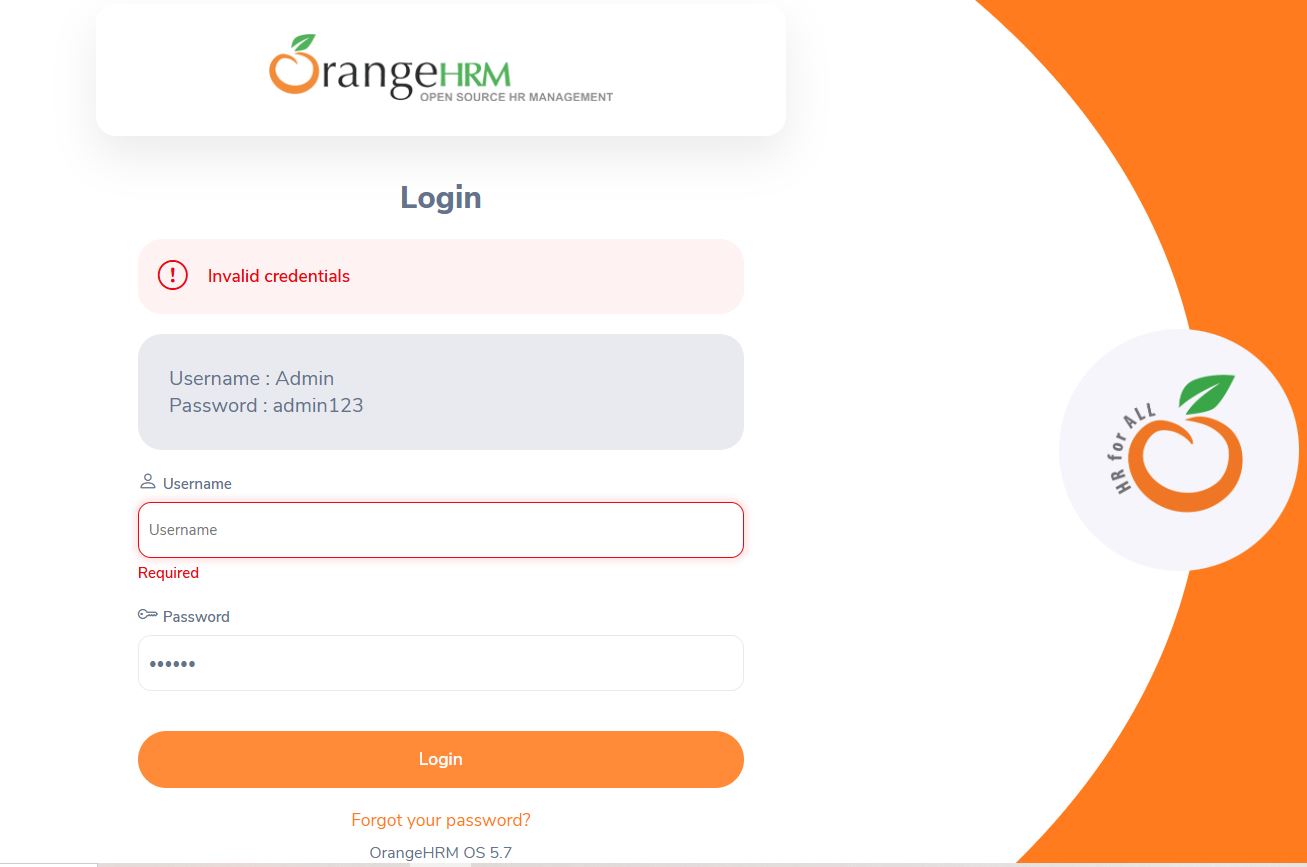 OrangeHRM
OPEN SOURCE HR MANAGEMENT
Login
! Invalid credentials
Username : Admin
Password : admin123
Username
Username
Required
Password
••••••
Login
Forgot your password?
OrangeHRM OS 5.7
HR for ALL